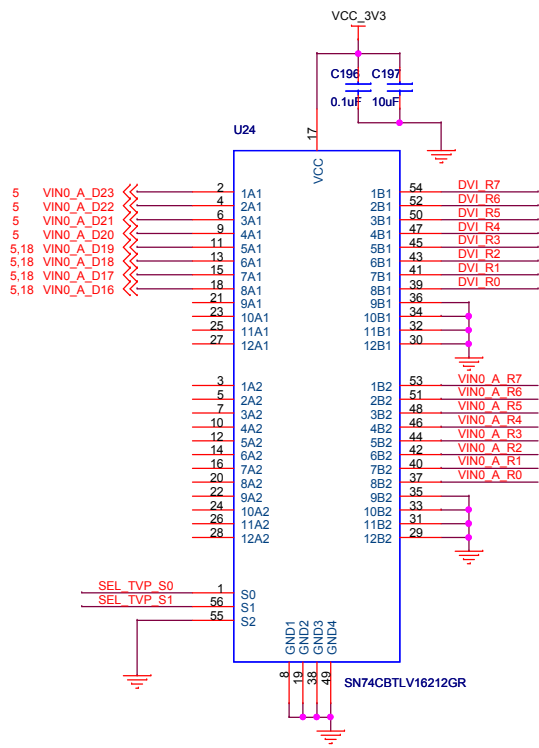 VCC_3V3
C196 C197
0.1uF 10uF
U24
17
VCC
5 VIN0_A_D23 2 1A1 1B1 54 DVI_R7
5 VIN0_A_D22 4 2A1 2B1 52 DVI_R6
5 VIN0_A_D21 6 3A1 3B1 50 DVI_R5
5 VIN0_A_D20 9 4A1 4B1 47 DVI_R4
5,18 VIN0_A_D19 11 5A1 5B1 45 DVI_R3
5,18 VIN0_A_D18 13 6A1 6B1 43 DVI_R2
5,18 VIN0_A_D17 15 7A1 7B1 41 DVI_R1
5,18 VIN0_A_D16 18 8A1 8B1 39 DVI_R0
21 9A1 9B1 36
23 10A1 10B1 34
25 11A1 11B1 32
27 12A1 12B1 30
3 1A2 1B2 53 VIN0_A_R7
5 2A2 2B2 51 VIN0_A_R6
7 3A2 3B2 48 VIN0_A_R5
10 4A2 4B2 46 VIN0_A_R4
12 5A2 5B2 44 VIN0_A_R3
14 6A2 6B2 42 VIN0_A_R2
16 7A2 7B2 40 VIN0_A_R1
20 8A2 8B2 37 VIN0_A_R0
22 9A2 9B2 35
24 10A2 10B2 33
26 11A2 11B2 31
28 12A2 12B2 29
SEL_TVP_S0 1 S0
SEL_TVP_S1 56 S1
55 S2
GND1 GND2 GND3 GND4
8 19 38 49
SN74CBTLV16212GR